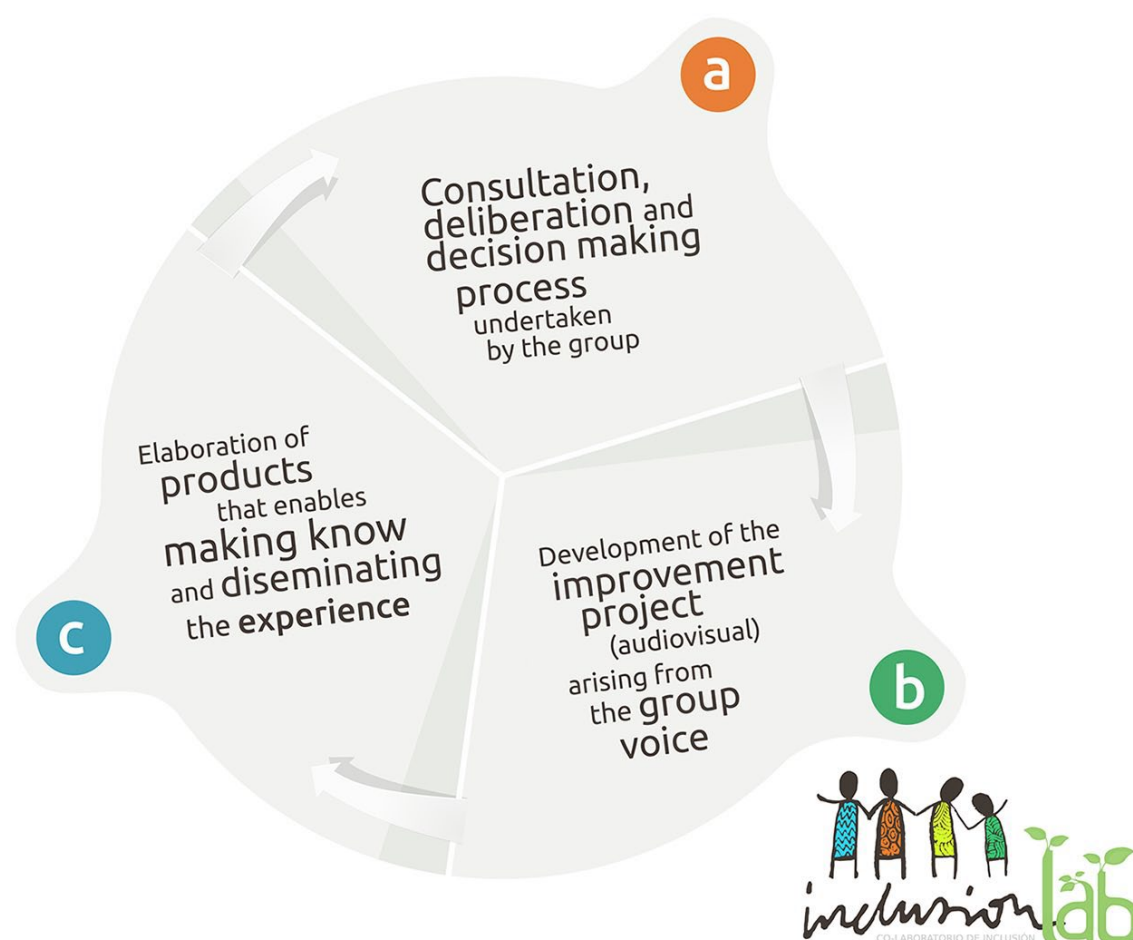 a
Consultation,
deliberation and
decision making
process
undertaken
by the group
b
Development of the
improvement
project
(audiovisual)
arising from
the group
voice
c
Elaboration of
products
that enables
making know
and diseminating
the experience
inclusion lab
CO-LABORATORIO DE INCLUSIÓN